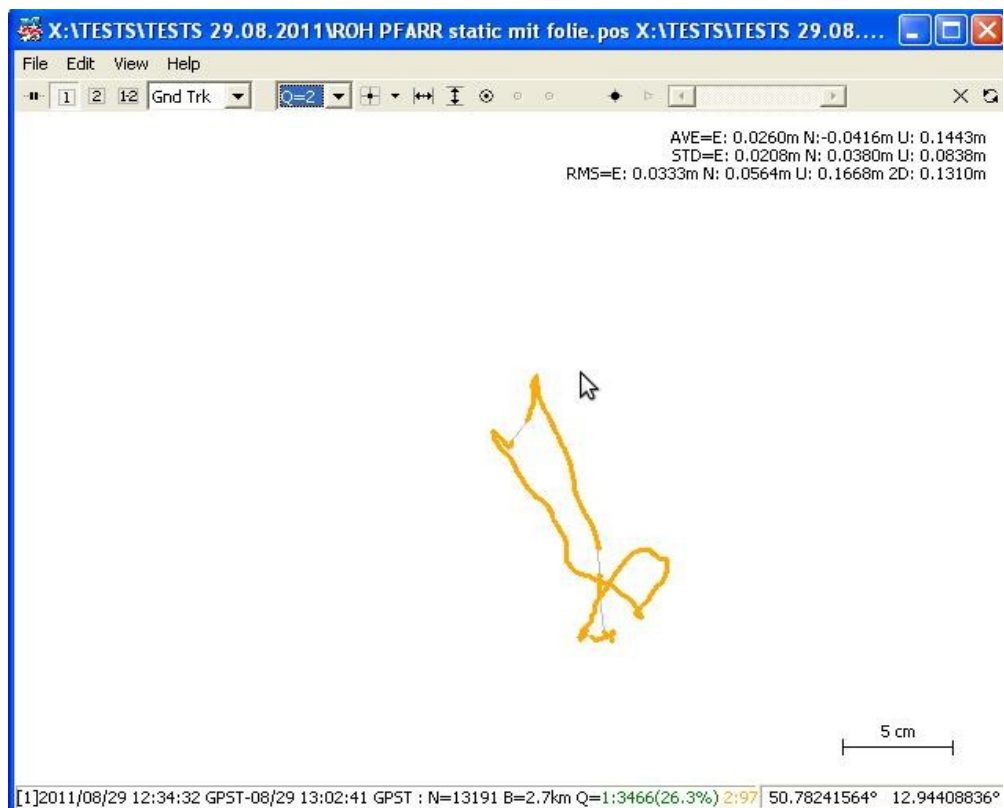 X:\TESTS\TESTS 29.08.2011\ROH PFARR static mit folie.pos X:\TESTS\TESTS 29.08....
File Edit View Help
1 2 1-2 Gnd Trk Q=2
AVE=E: 0.0260m N:-0.0416m U: 0.1443m
STD=E: 0.0208m N: 0.0380m U: 0.0838m
RMS=E: 0.0333m N: 0.0564m U: 0.1668m 2D: 0.1310m
5 cm
[1]2011/08/29 12:34:32 GPST-08/29 13:02:41 GPST : N=13191 B=2.7km Q=1:3466(26.3%) 2:97 50.78241564° 12.94408836°